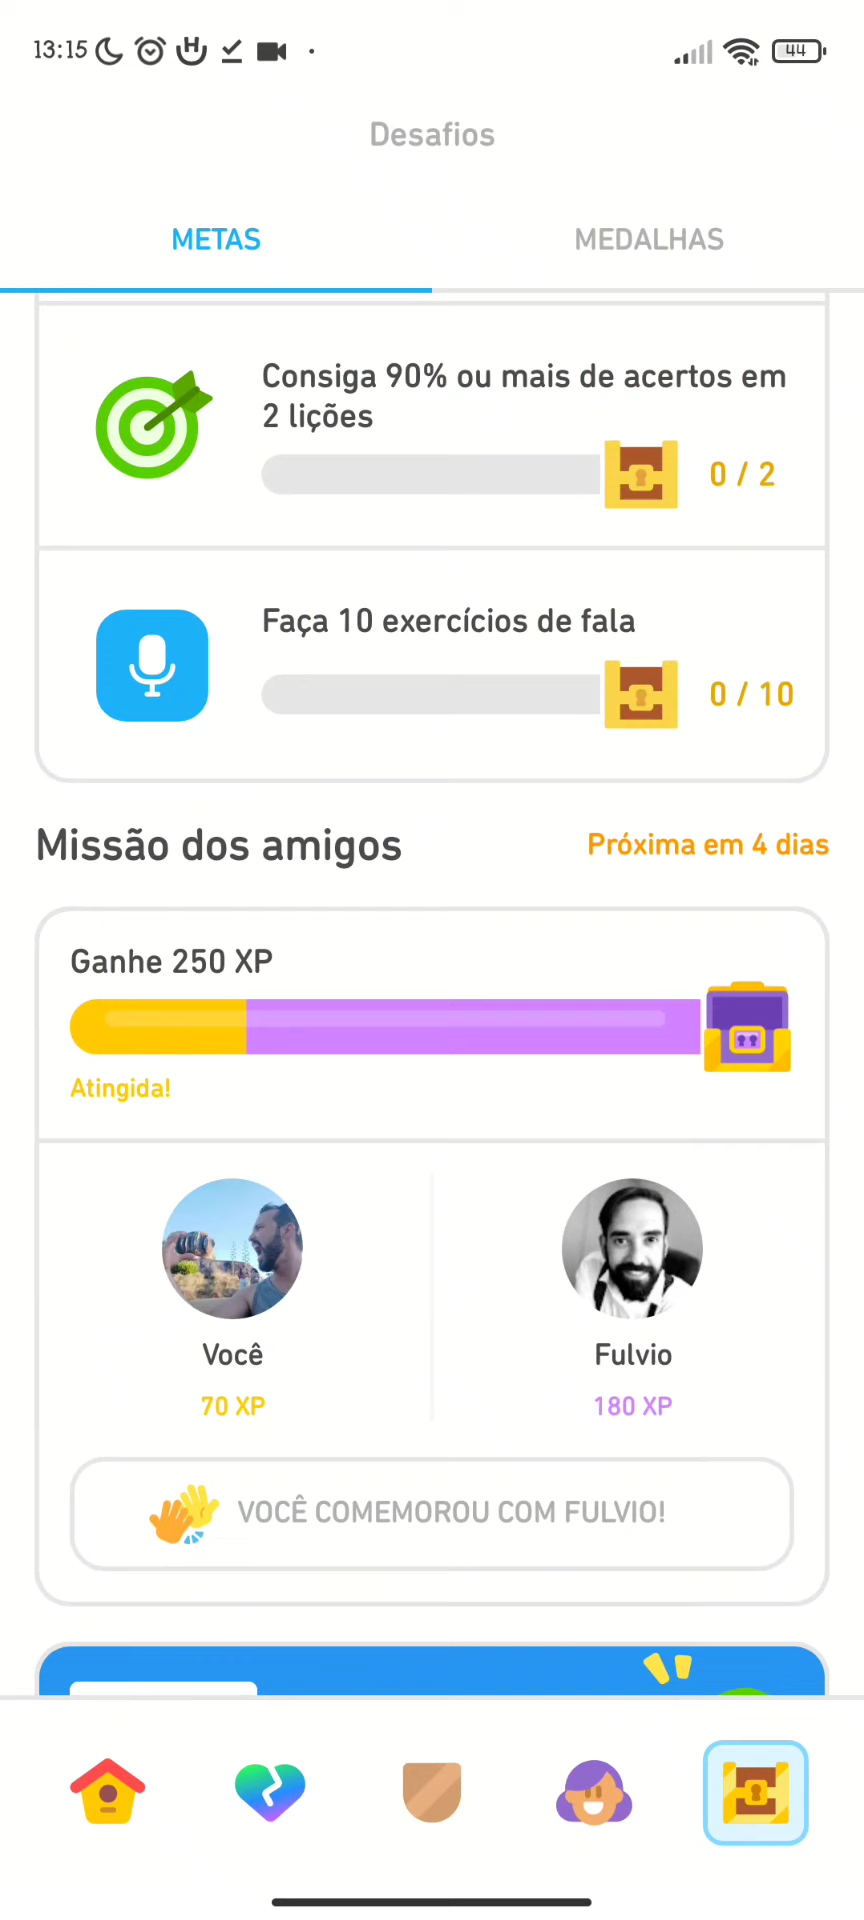 13:15
44
Desafios
METAS
MEDALHAS
Consiga 90% ou mais de acertos em
2 lições
0 / 2
Faça 10 exercícios de fala
0 / 10
Missão dos amigos
Próxima em 4 dias
Ganhe 250 XP
Atingida!
Você
Fulvio
70 XP
180 XP
VOCÊ COMEMOROU COM FULVIO!